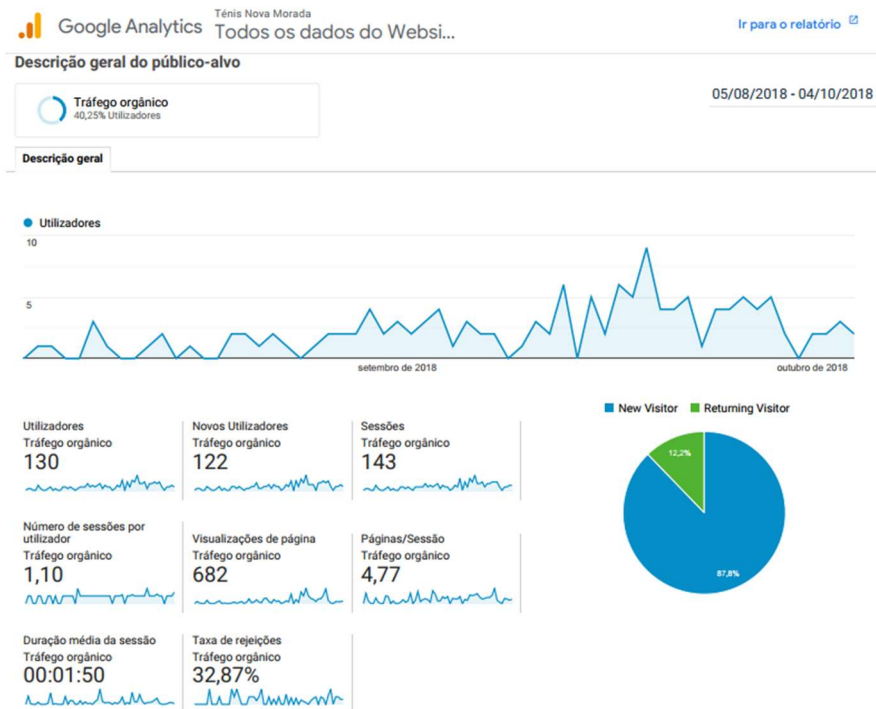 Google Analytics
Ténis Nova Morada
Todos os dados do Websi...
Ir para o relatório
Descrição geral do público-alvo
Tráfego orgânico
40,25% Utilizadores
05/08/2018 - 04/10/2018
Descrição geral
Utilizadores
10
5
setembro de 2018
outubro de 2018
New Visitor
Returning Visitor
12,2%
87,8%
Utilizadores
Tráfego orgânico
130
Novos Utilizadores
Tráfego orgânico
122
Sessões
Tráfego orgânico
143
Número de sessões por
utilizador
Tráfego orgânico
1,10
Visualizações de página
Tráfego orgânico
682
Páginas/Sessão
Tráfego orgânico
4,77
Duração média da sessão
Tráfego orgânico
00:01:50
Taxa de rejeições
Tráfego orgânico
32,87%